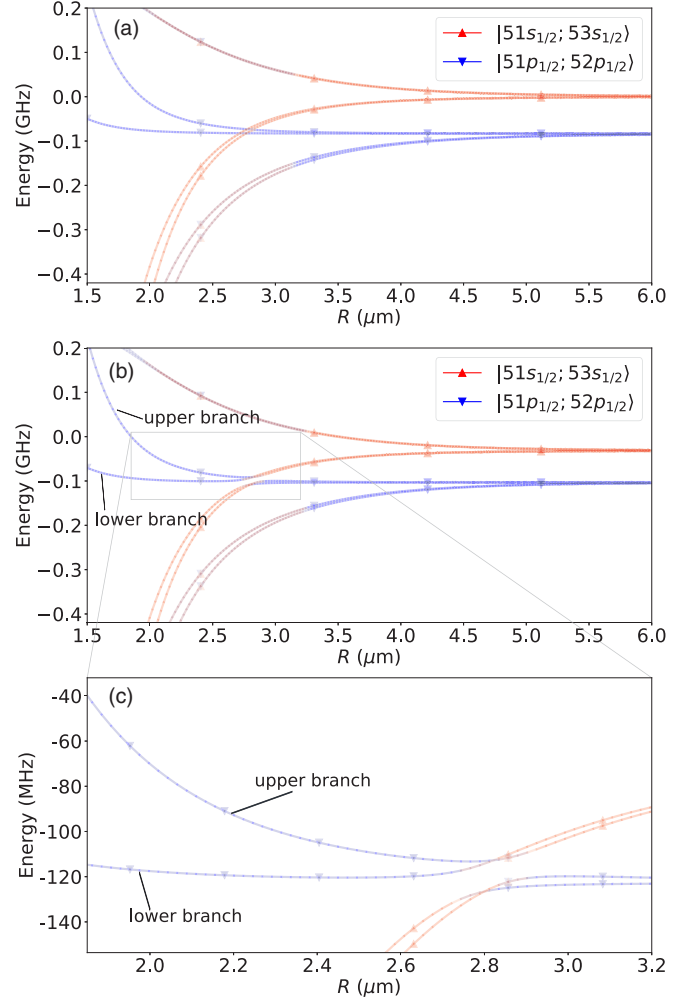 (a)
|51s1/2; 53s1/2⟩
|51p1/2; 52p1/2⟩
Energy (GHz)
0.2
0.1
0.0
−0.1
−0.2
−0.3
−0.4
1.5 2.0 2.5 3.0 3.5 4.0 4.5 5.0 5.5 6.0
R (μm)
(b)
|51s1/2; 53s1/2⟩
|51p1/2; 52p1/2⟩
upper branch
lower branch
Energy (GHz)
0.2
0.1
0.0
−0.1
−0.2
−0.3
−0.4
1.5 2.0 2.5 3.0 3.5 4.0 4.5 5.0 5.5 6.0
R (μm)
(c)
upper branch
lower branch
Energy (MHz)
-40
-60
-80
-100
-120
-140
2.0 2.2 2.4 2.6 2.8 3.0 3.2
R (μm)